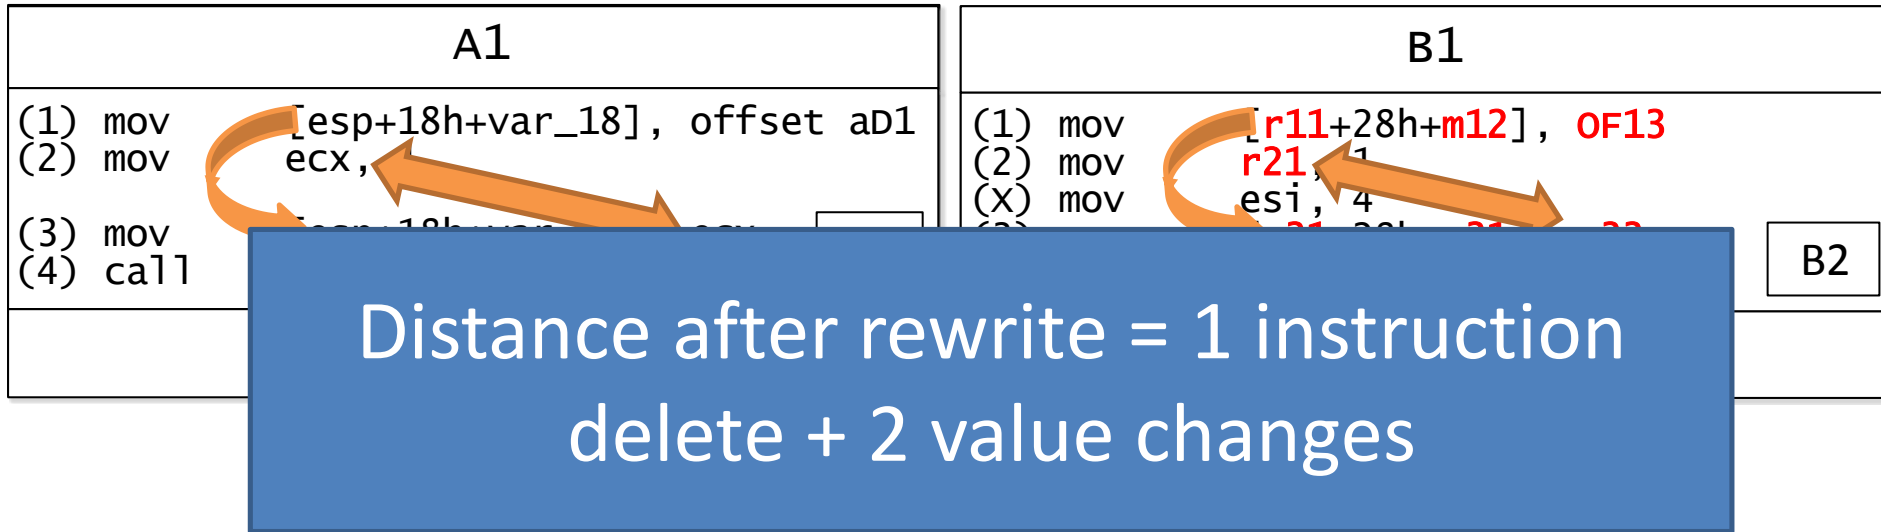 A1
(1) mov [esp+18h+var_18], offset aD1
(2) mov ecx,
(3) mov
(4) call
B1
(1) mov [r11+28h+m12], OF13
(2) mov r21, 1
(X) mov esi, 4
B2
Distance after rewrite = 1 instruction
delete + 2 value changes